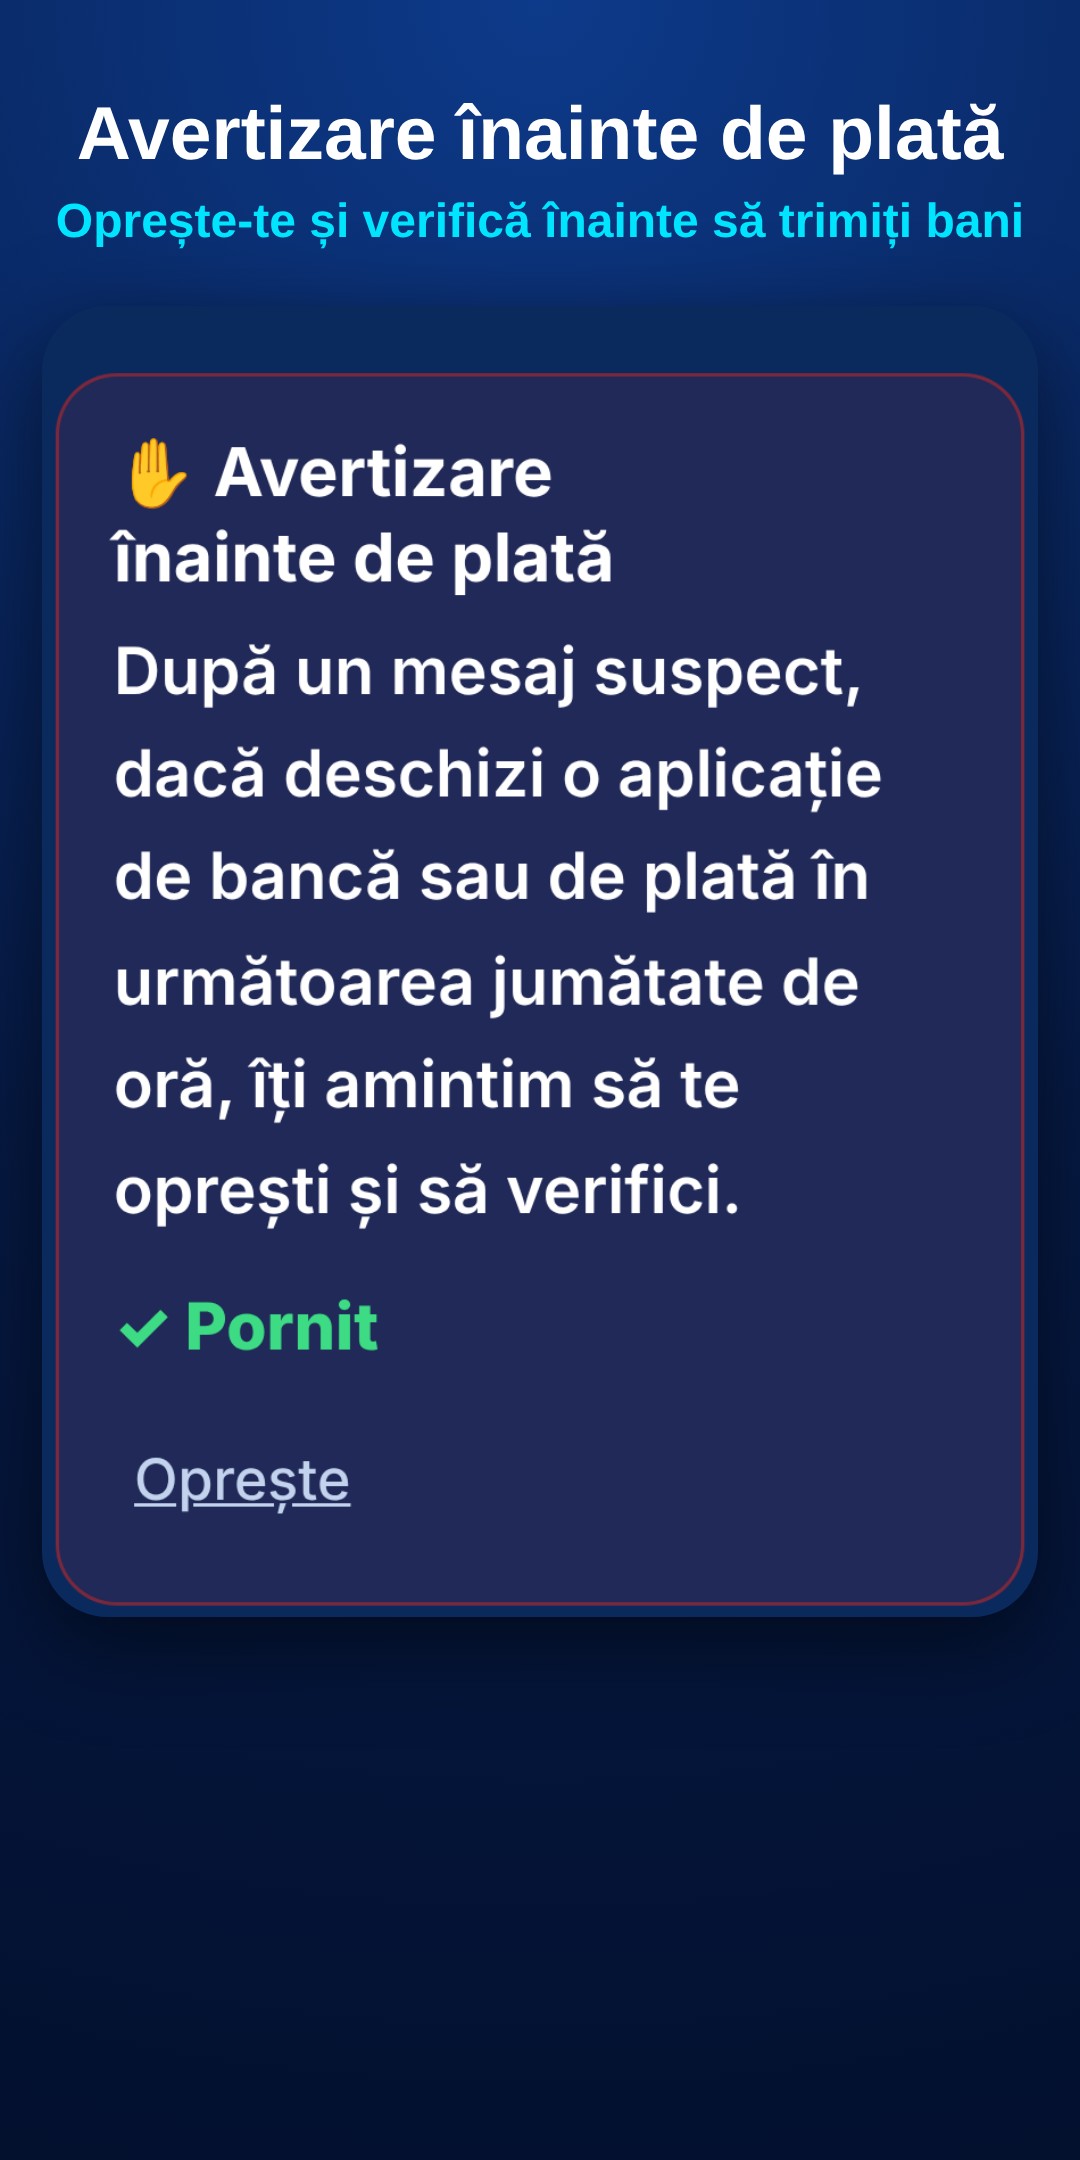 Avertizare înainte de plată
Oprește-te și verifică înainte să trimiți bani
✋ Avertizare
înainte de plată
După un mesaj suspect,
dacă deschizi o aplicație
de bancă sau de plată în
următoarea jumătate de
oră, îți amintim să te
oprești și să verifici.
✓ Pornit
Oprește